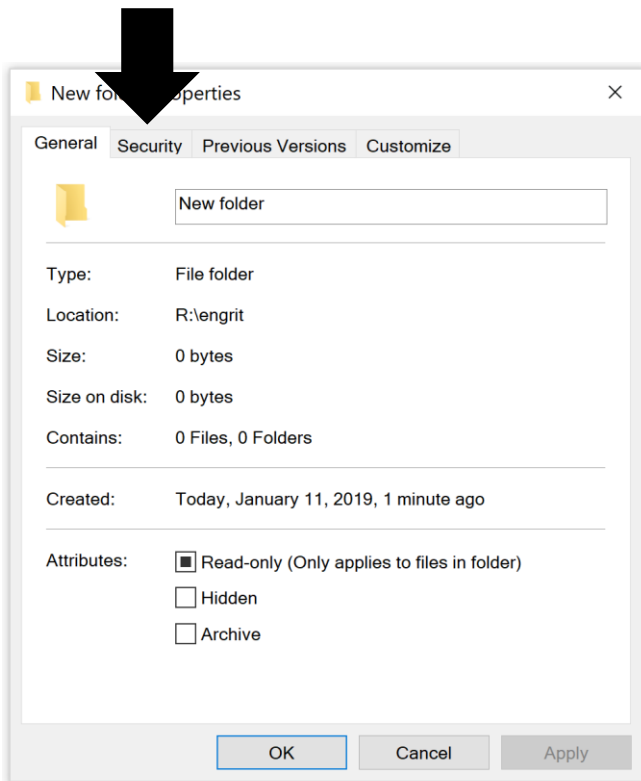 New fo operties
General Security Previous Versions Customize
New folder
Type: File folder
Location: R:\engrit
Size: 0 bytes
Size on disk: 0 bytes
Contains: 0 Files, 0 Folders
Created: Today, January 11, 2019, 1 minute ago
Attributes: Read-only (Only applies to files in folder)
Hidden
Archive
OK Cancel Apply